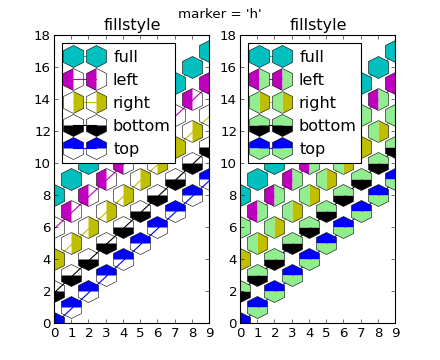 marker = 'h'
fillstyle
fillstyle
18
16
14
12
10
8
6
4
2
0
full
left
right
bottom
top
0 1 2 3 4 5 6 7 8 9
18
16
14
12
10
8
6
4
2
0
full
left
right
bottom
top
0 1 2 3 4 5 6 7 8 9